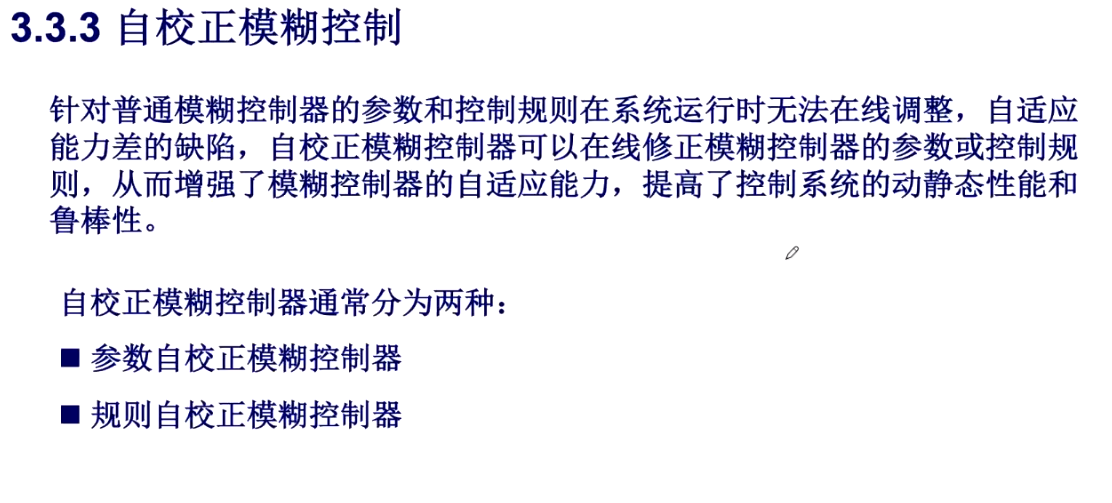 3.3.3 自校正模糊控制
针对普通模糊控制器的参数和控制规则在系统运行时无法在线调整，自适应
能力差的缺陷，自校正模糊控制器可以在线修正模糊控制器的参数或控制规
则，从而增强了模糊控制器的自适应能力，提高了控制系统的动静态性能和
鲁棒性。
自校正模糊控制器通常分为两种：
■ 参数自校正模糊控制器
■ 规则自校正模糊控制器